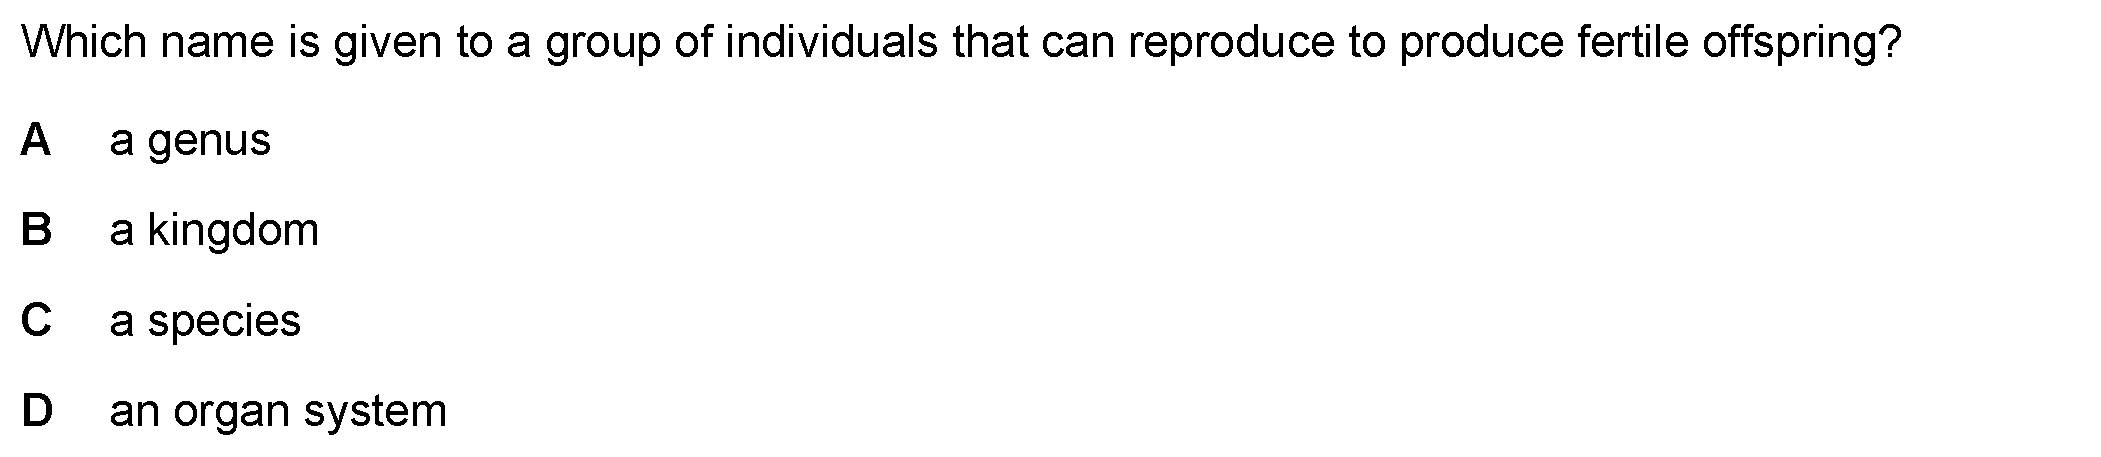 Which name is given to a group of individuals that can reproduce to produce fertile offspring?
A a genus
B a kingdom
C a species
D an organ system